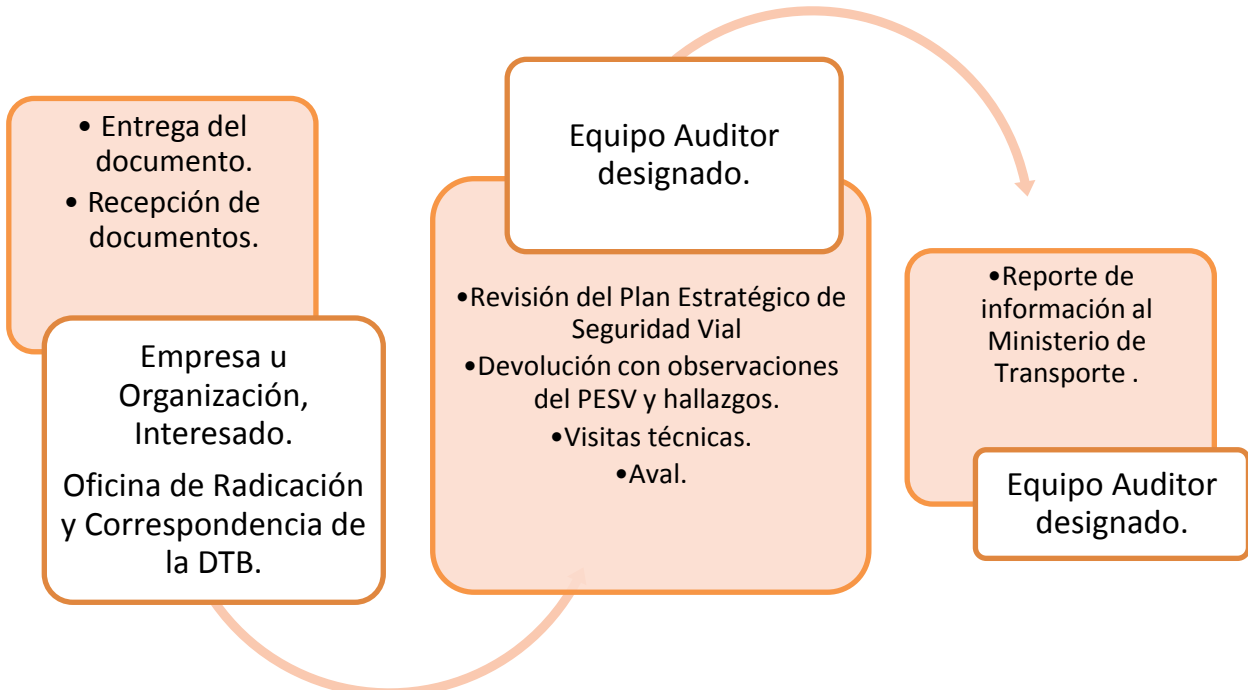 • Entrega del
documento.
• Recepción de
documentos.
Empresa u
Organización,
Interesado.
Oficina de Radicación
y Correspondencia de
la DTB.
Equipo Auditor
designado.
•Revisión del Plan Estratégico de
Seguridad Vial
•Devolución con observaciones
del PESV y hallazgos.
•Visitas técnicas.
•Aval.
•Reporte de
información al
Ministerio de
Transporte .
Equipo Auditor
designado.